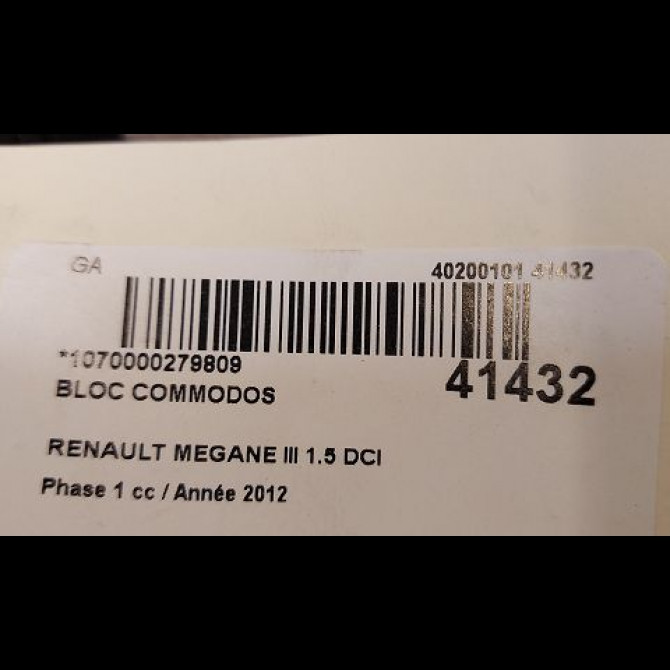 GA 40200101 41432
*1070000279809 41432
BLOC COMMODOS
RENAULT MEGANE III 1.5 DCI
Phase 1 cc / Année 2012